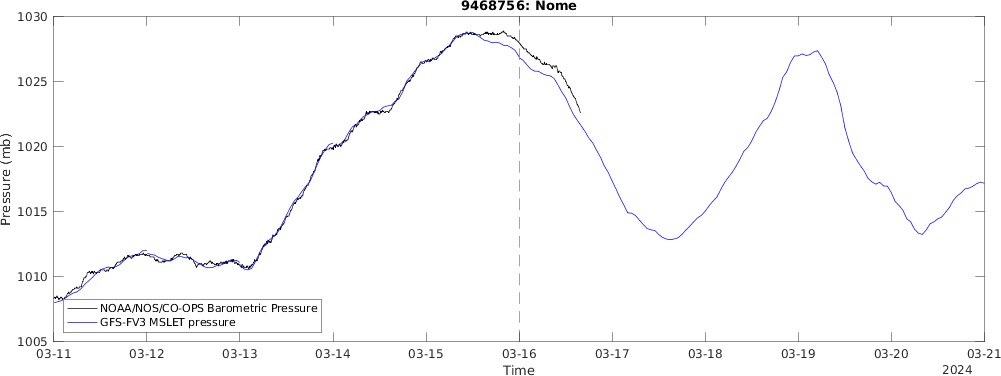 9468756: Nome
1030
1025
1020
1015
1010
1005
Pressure (mb)
NOAA/NOS/CO-OPS Barometric Pressure
GFS-FV3 MSLET pressure
03-11 03-12 03-13 03-14 03-15 03-16 03-17 03-18 03-19 03-20 03-21
Time
2024